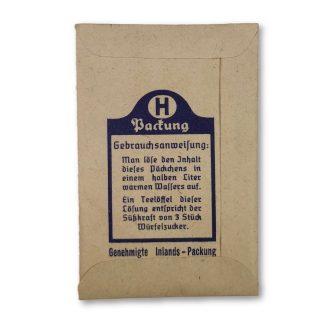 H
Packung
Gebrauchsanweisung:
Man löse den Inhalt
dieses Päckchens in
einem halben Liter
warmen Wassers auf.
Ein Teelöffel dieser
Lösung entspricht der
Süßkraft von 3 Stück
Würfelzucker.
Genehmigte Inlands-Packung